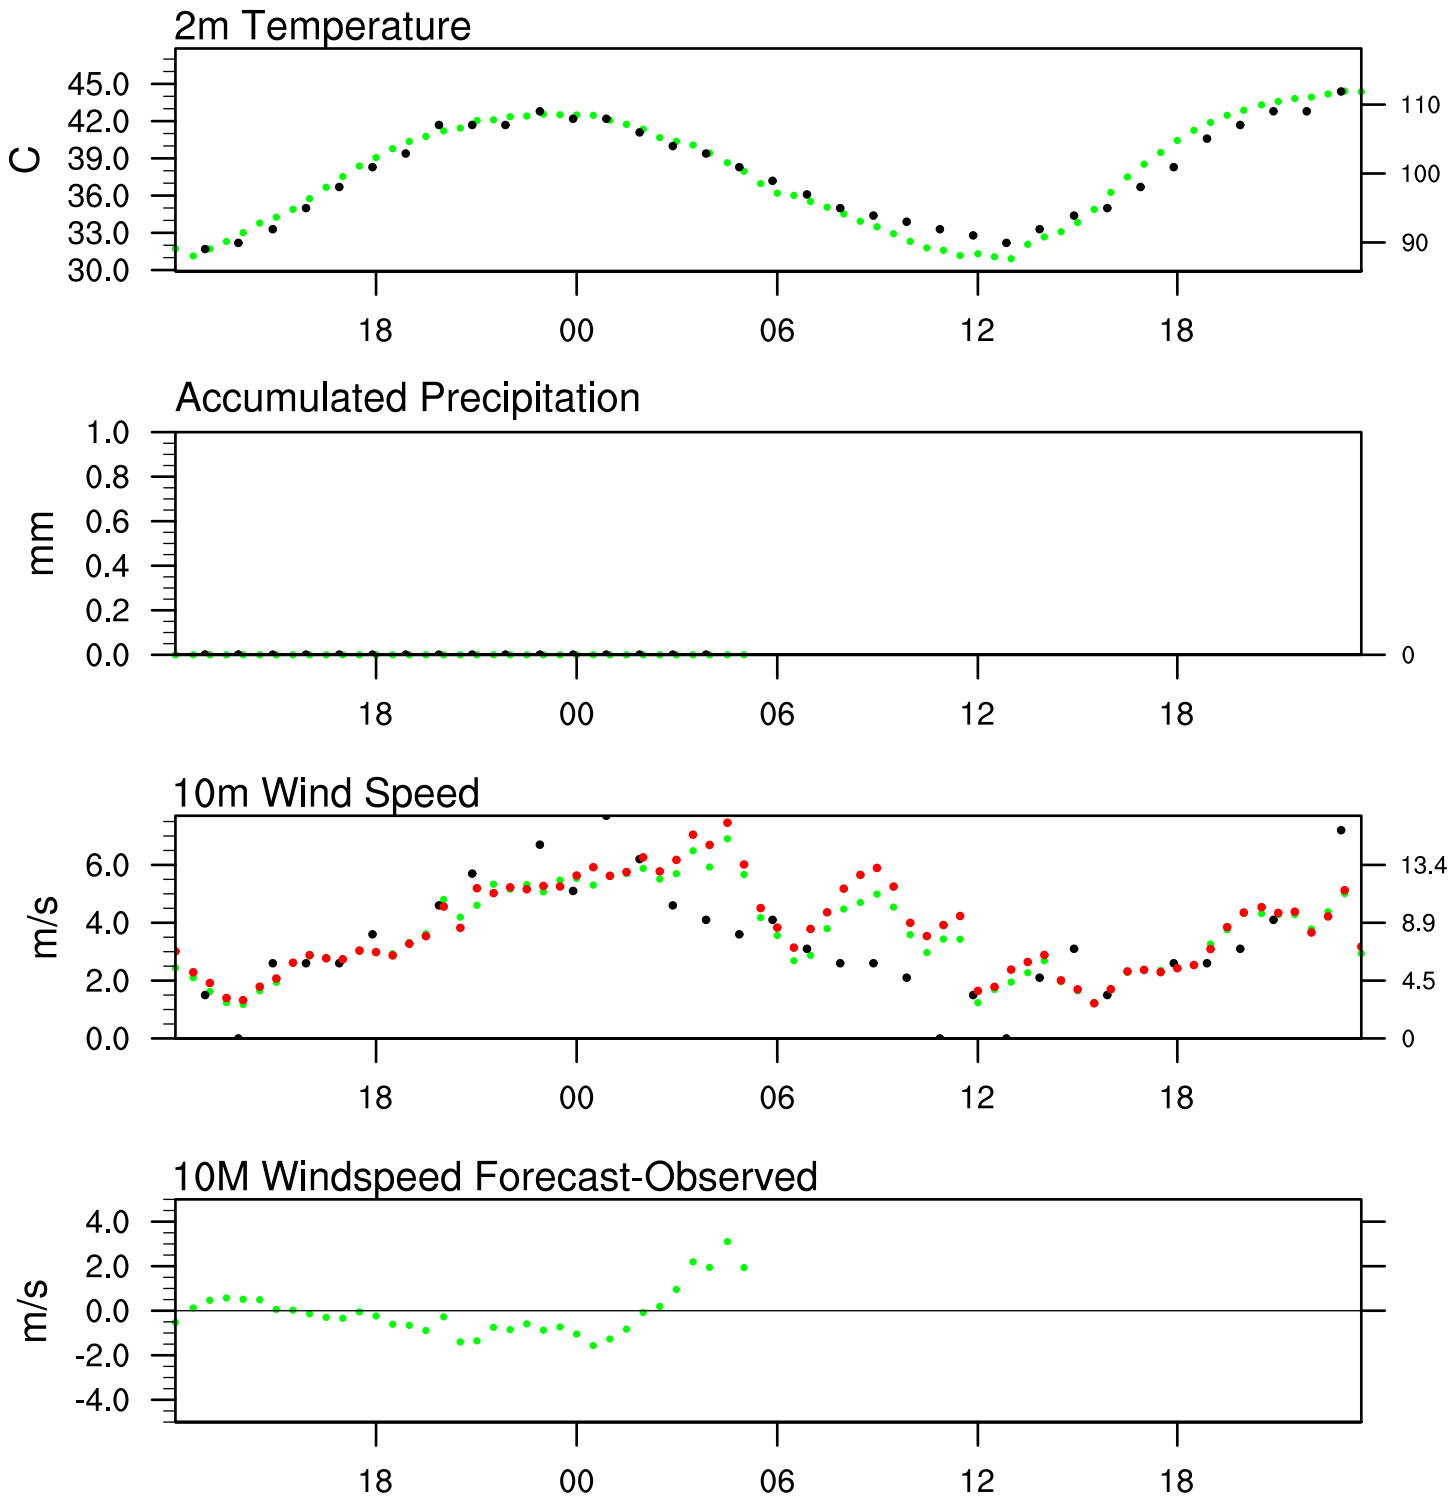 2m Temperature
45.0
42.0
39.0
36.0
33.0
30.0
C
110
100
90
18 00 06 12 18
Accumulated Precipitation
1.0
0.8
0.6
0.4
0.2
0.0
mm
0
18 00 06 12 18
10m Wind Speed
6.0
4.0
2.0
0.0
m/s
13.4
8.9
4.5
0
18 00 06 12 18
10M Windspeed Forecast-Observed
4.0
2.0
0.0
-2.0
-4.0
m/s
18 00 06 12 18